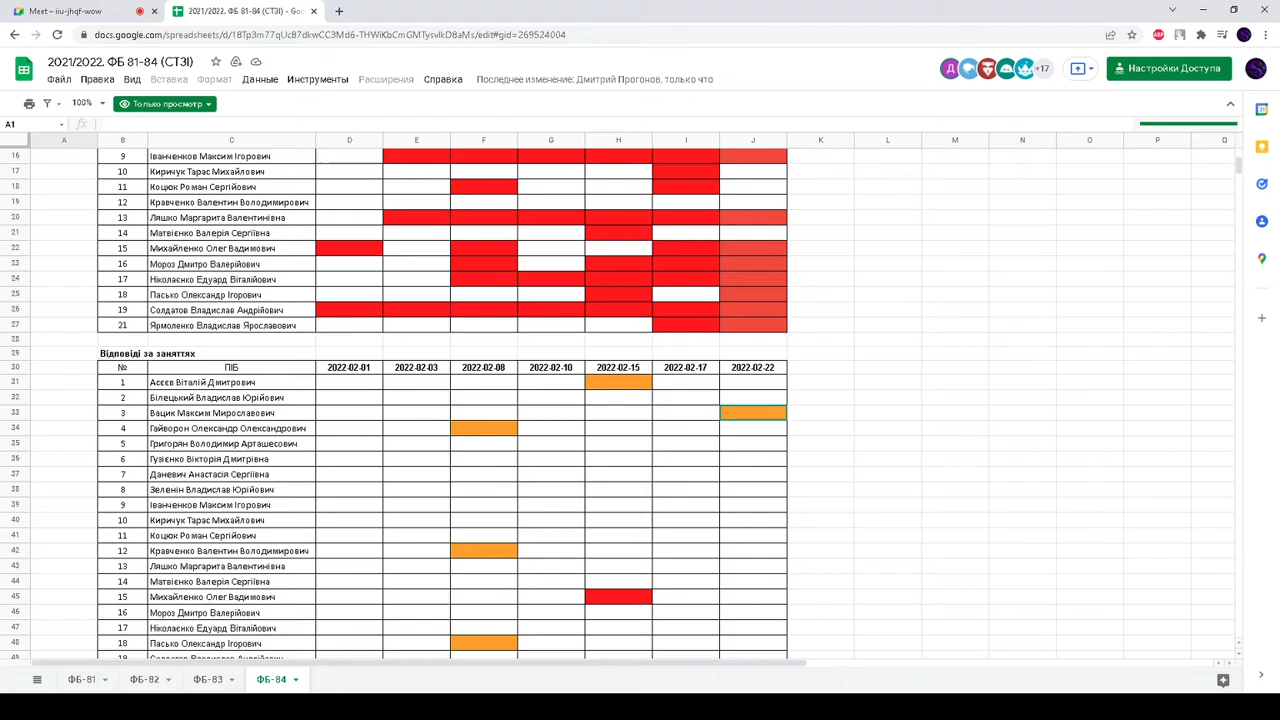 Meet – iiu-jhqf-wow
2021/2022. ФБ 81-84 (СТЗІ) - Goo
docs.google.com/spreadsheets/d/18Tp3m77qUc87dkwCC3Md6-THWiKbCmGMTysvlkD8aMs/edit#gid=269524004
2021/2022. ФБ 81-84 (СТЗІ)
Файл Правка Вид Вставка Формат Данные Инструменты Расширения Справка Последнее изменение: Дмитрий Прогонов, только что
+17
Настройки Доступа
100% Только просмотр
A1
A B C D E F G H I J K L M N O P Q
16 9 Іванченков Максим Ігорович
17 10 Киричук Тарас Михайлович
18 11 Коцюк Роман Сергійович
19 12 Кравченко Валентин Володимирович
20 13 Ляшко Маргарита Валентинівна
21 14 Матвієнко Валерія Сергіївна
22 15 Михайленко Олег Вадимович
23 16 Мороз Дмитро Валерійович
24 17 Ніколаєнко Едуард Віталійович
25 18 Пасько Олександр Ігорович
26 19 Солдатов Владислав Андрійович
27 21 Ярмоленко Владислав Ярославович
28
29 Відповіді за заняттях
30 № ПІБ 2022-02-01 2022-02-03 2022-02-08 2022-02-10 2022-02-15 2022-02-17 2022-02-22
31 1 Асєєв Віталій Дмитрович
32 2 Білецький Владислав Юрійович
33 3 Вацик Максим Мирославович
34 4 Гайворон Олександр Олександрович
35 5 Григорян Володимир Арташесович
36 6 Гузієнко Вікторія Дмитрівна
37 7 Даневич Анастасія Сергіївна
38 8 Зеленін Владислав Юрійович
39 9 Іванченков Максим Ігорович
40 10 Киричук Тарас Михайлович
41 11 Коцюк Роман Сергійович
42 12 Кравченко Валентин Володимирович
43 13 Ляшко Маргарита Валентинівна
44 14 Матвієнко Валерія Сергіївна
45 15 Михайленко Олег Вадимович
46 16 Мороз Дмитро Валерійович
47 17 Ніколаєнко Едуард Віталійович
48 18 Пасько Олександр Ігорович
49 19 Солдатов Владислав Андрійович
ФБ-81 ФБ-82 ФБ-83 ФБ-84